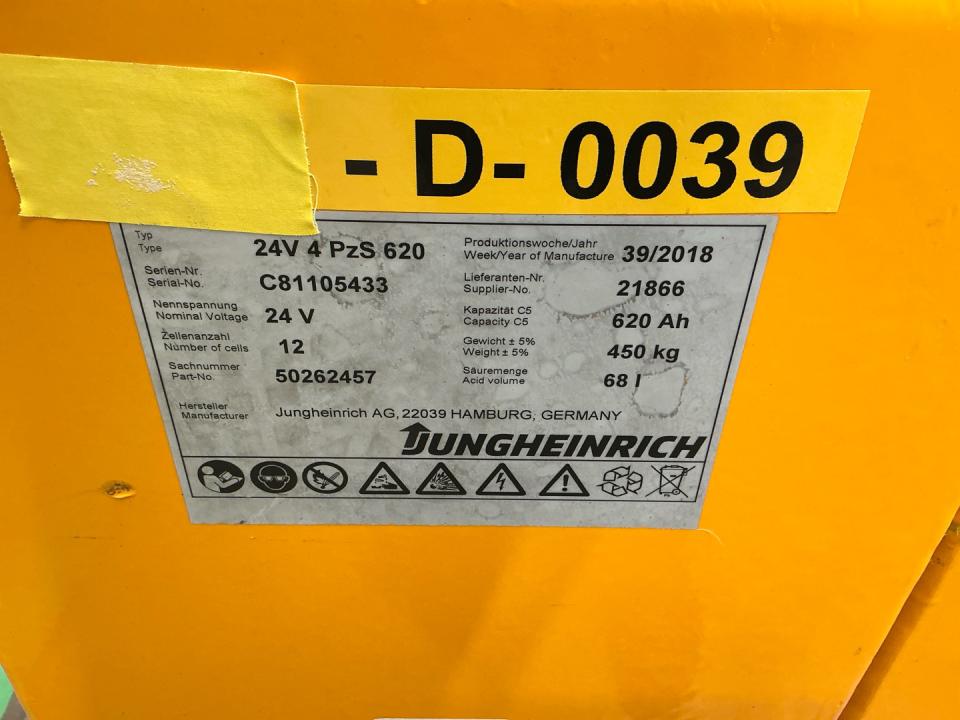 - D- 0039
Typ
Type
24V 4 PzS 620
Produktionswoche/Jahr
Week/Year of Manufacture
39/2018
Serien-Nr.
Serial-No.
C81105433
Lieferanten-Nr.
Supplier-No.
21866
Nennspannung
Nominal Voltage
24 V
Kapazität C5
Capacity C5
620 Ah
Zellenanzahl
Number of cells
12
Gewicht ± 5%
Weight ± 5%
450 kg
Sachnummer
Part-No.
50262457
Säuremenge
Acid volume
68 l
Hersteller
Manufacturer
Jungheinrich AG, 22039 HAMBURG, GERMANY
JUNGHEINRICH